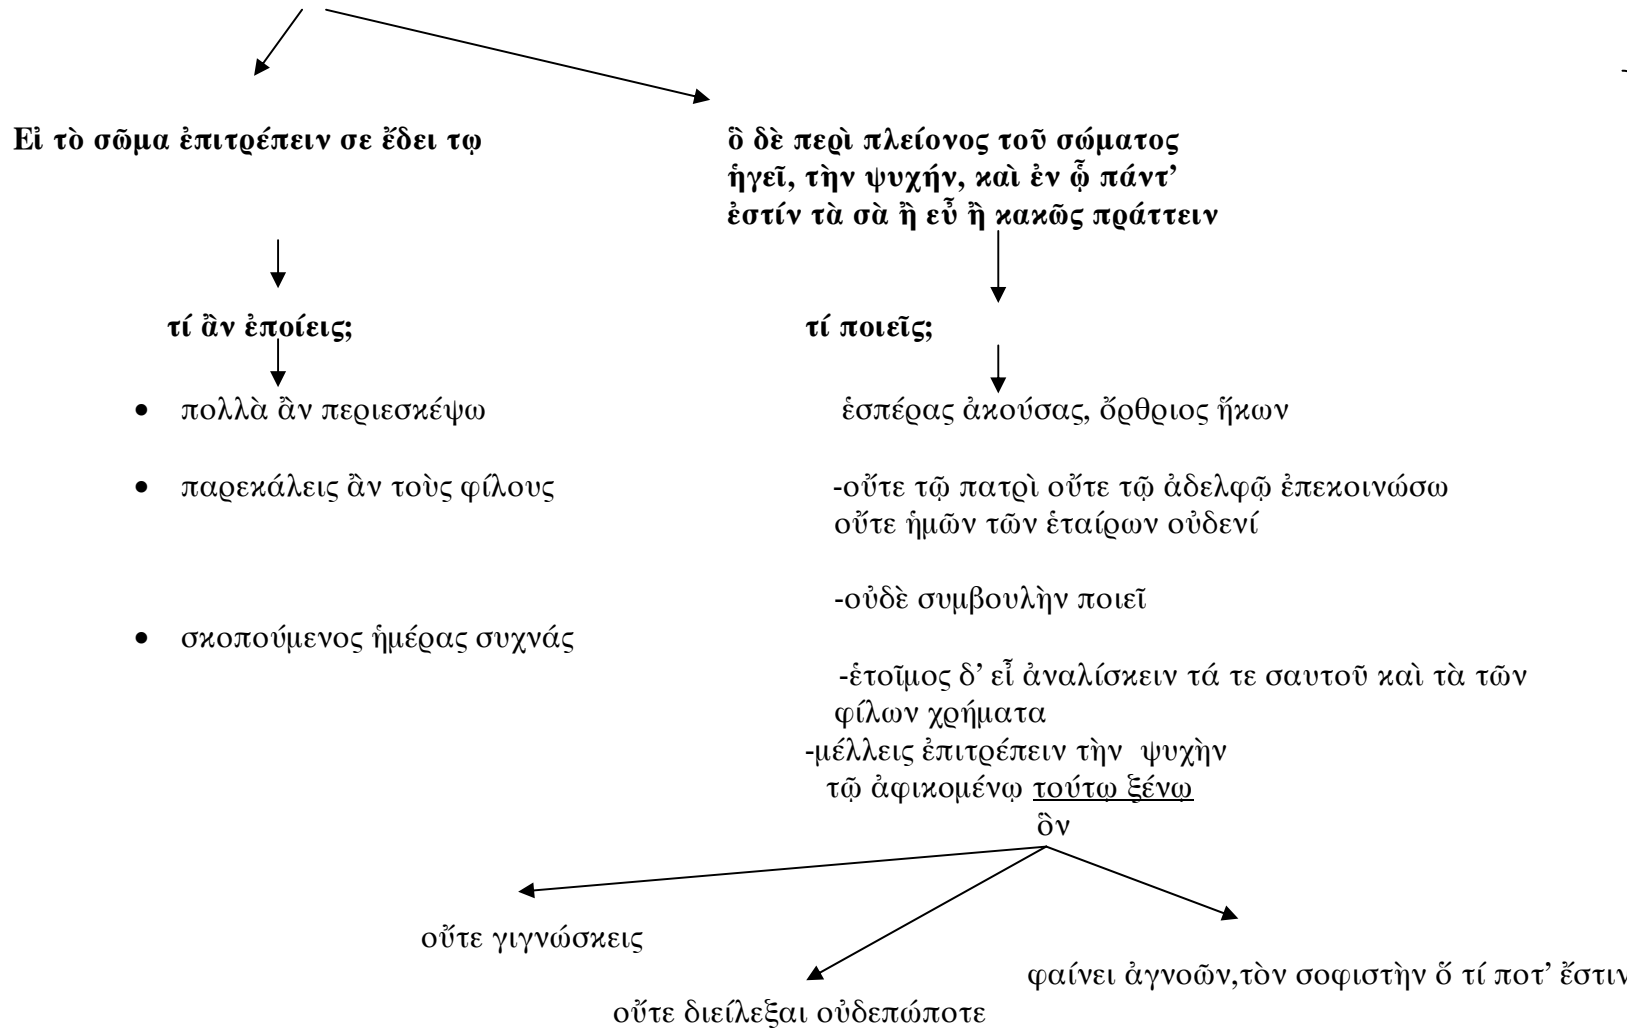 Εἰ τὸ σῶμα ἐπιτρέπειν σε ἔδει τῳ
ὃ δὲ περὶ πλείονος τοῦ σώματος
ἡγεῖ, τὴν ψυχήν, καὶ ἐν ᾧ πάντ’
ἐστίν τὰ σὰ ἢ εὖ ἢ κακῶς πράττειν
τί ἂν ἐποίεις;
τί ποιεῖς;
• πολλὰ ἂν περιεσκέψω
• παρεκάλεις ἂν τοὺς φίλους
• σκοπούμενος ἡμέρας συχνάς
ἑσπέρας ἀκούσας, ὄρθριος ἥκων
-οὔτε τῷ πατρὶ οὔτε τῷ ἀδελφῷ ἐπεκοινώσω
οὔτε ἡμῶν τῶν ἑταίρων οὐδενί
-οὐδὲ συμβουλὴν ποιεῖ
-ἑτοῖμος δ’ εἶ ἀναλίσκειν τά τε σαυτοῦ καὶ τὰ τῶν
φίλων χρήματα
-μέλλεις ἐπιτρέπειν τὴν ψυχὴν
τῷ ἀφικομένῳ τούτῳ ξένῳ
ὃν
οὔτε γιγνώσκεις
οὔτε διείλεξαι οὐδεπώποτε
φαίνει ἀγνοῶν,τὸν σοφιστὴν ὅ τί ποτ’ ἔστιν